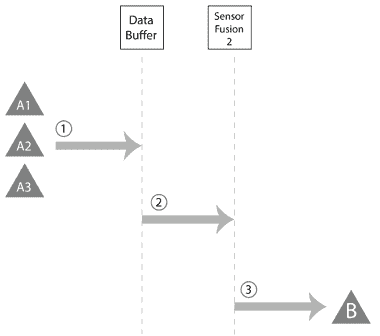 Data
Buffer
Sensor
Fusion
2
A1
A2
A3
1
2
3
B